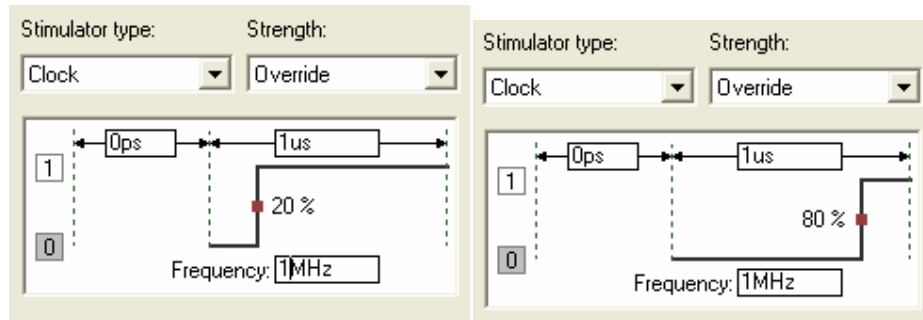 Stimulator type: Strength:
Clock Override
0ps 1us
1
20 %
0
Frequency: 1MHz
Stimulator type: Strength:
Clock Override
0ps 1us
1
80 %
0
Frequency: 1MHz